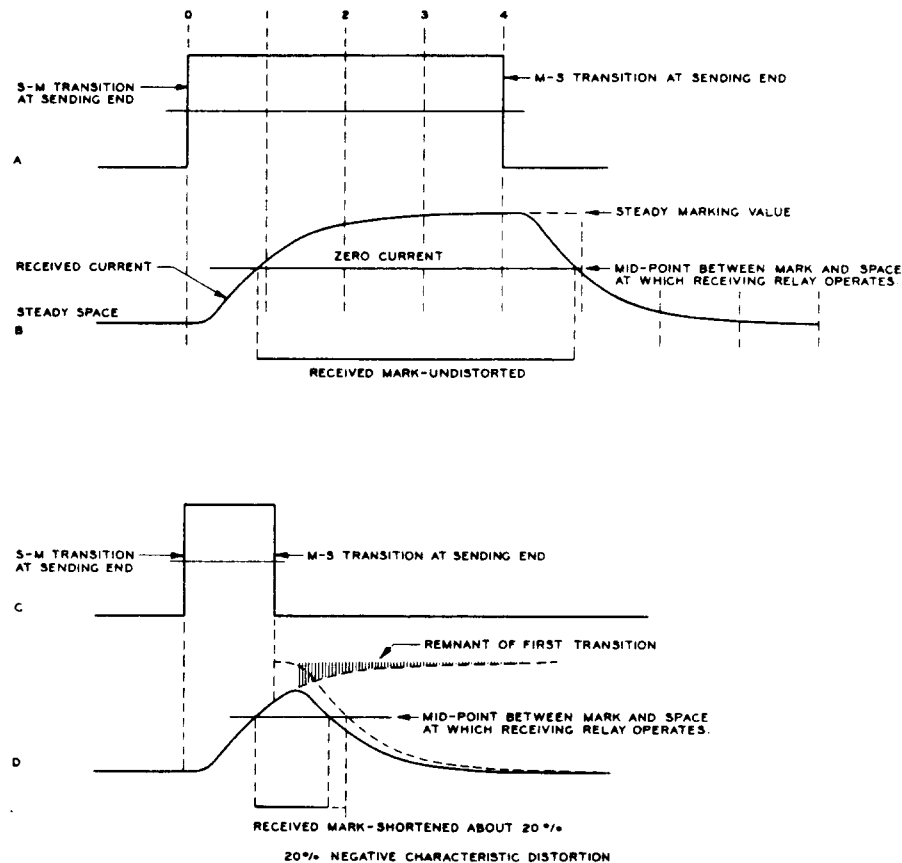 0 1 2 3 4
S-M TRANSITION
AT SENDING END
M-S TRANSITION AT SENDING END
A
STEADY MARKING VALUE
ZERO CURRENT
RECEIVED CURRENT
MID-POINT BETWEEN MARK AND SPACE
AT WHICH RECEIVING RELAY OPERATES.
STEADY SPACE
B
RECEIVED MARK-UNDISTORTED
S-M TRANSITION
AT SENDING END
M-S TRANSITION AT SENDING END
C
REMNANT OF FIRST TRANSITION
MID-POINT BETWEEN MARK AND SPACE
AT WHICH RECEIVING RELAY OPERATES.
D
RECEIVED MARK-SHORTENED ABOUT 20%
20% NEGATIVE CHARACTERISTIC DISTORTION